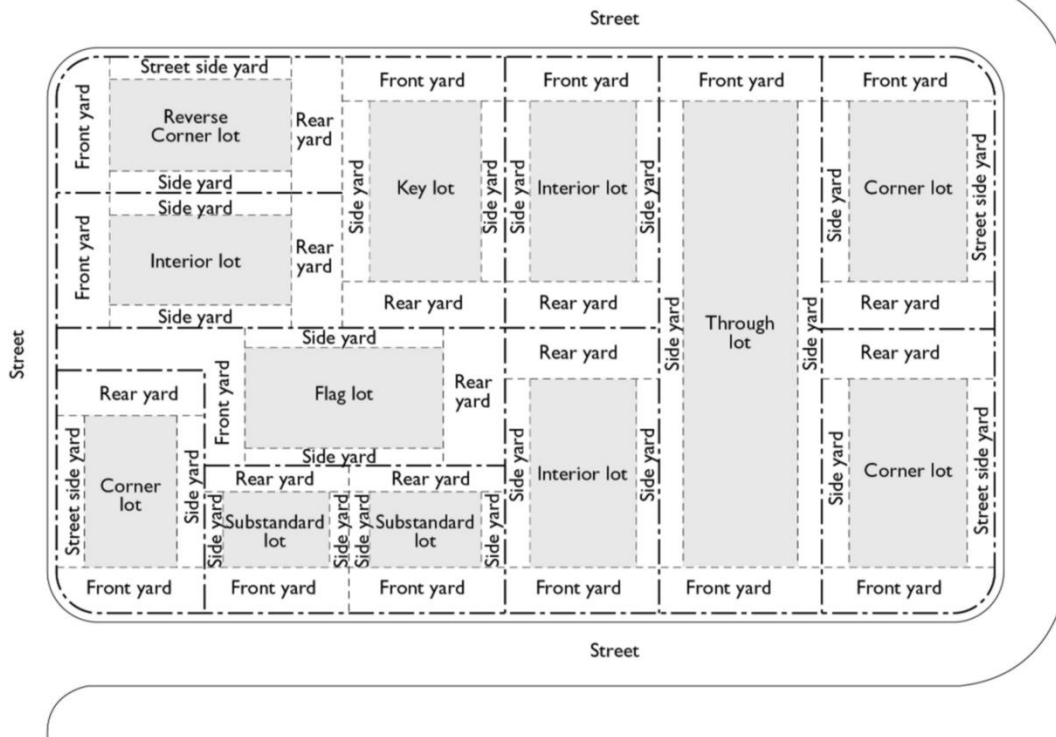 Street
Street side yard
Front yard
Reverse
Corner lot
Rear
yard
Side yard
Front yard
Side yard
Key lot
Side yard
Rear yard
Front yard
Side yard
Interior lot
Side yard
Rear yard
Front yard
Front yard
Side yard
Corner lot
Street side yard
Rear yard
Side yard
Front yard
Interior lot
Rear
yard
Side yard
Street
Side yard
Through
lot
Side yard
Front yard
Side yard
Front yard
Flag lot
Rear
yard
Side yard
Rear yard
Side yard
Interior lot
Side yard
Front yard
Rear yard
Side yard
Corner lot
Street side yard
Front yard
Rear yard
Street side yard
Corner
lot
Side yard
Front yard
Rear yard
Side yard
Substandard
lot
Side yard
Front yard
Rear yard
Side yard
Substandard
lot
Side yard
Front yard
Street